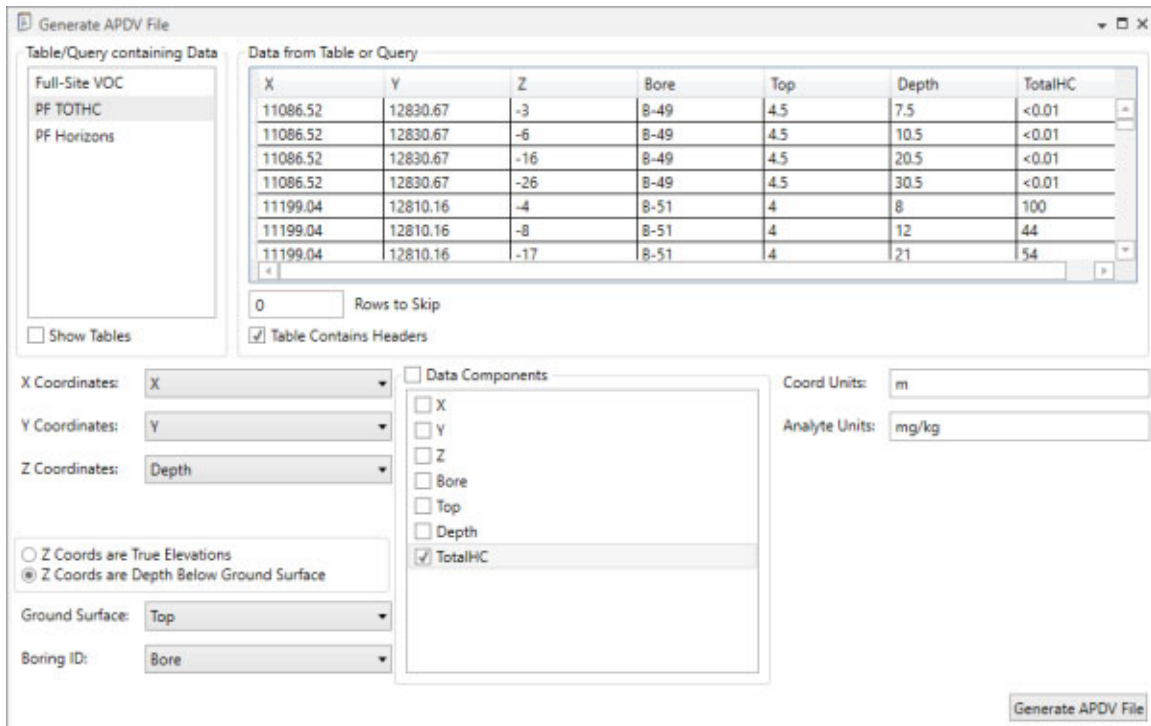 Generate APDV File
Table/Query containing Data
Full-Site VOC
PF TOTHC
PF Horizons
Show Tables
Data from Table or Query
X Y Z Bore Top Depth TotalHC
11086.52 12830.67 -3 B-49 4.5 7.5 <0.01
11086.52 12830.67 -6 B-49 4.5 10.5 <0.01
11086.52 12830.67 -16 B-49 4.5 20.5 <0.01
11086.52 12830.67 -26 B-49 4.5 30.5 <0.01
11199.04 12810.16 -4 B-51 4 8 100
11199.04 12810.16 -8 B-51 4 12 44
11199.04 12810.16 -17 B-51 4 21 54
0 Rows to Skip
Table Contains Headers
X Coordinates: X
Y Coordinates: Y
Z Coordinates: Depth
Z Coords are True Elevations
Z Coords are Depth Below Ground Surface
Ground Surface: Top
Boring ID: Bore
Data Components
X
Y
Z
Bore
Top
Depth
TotalHC
Coord Units: m
Analyte Units: mg/kg
Generate APDV File